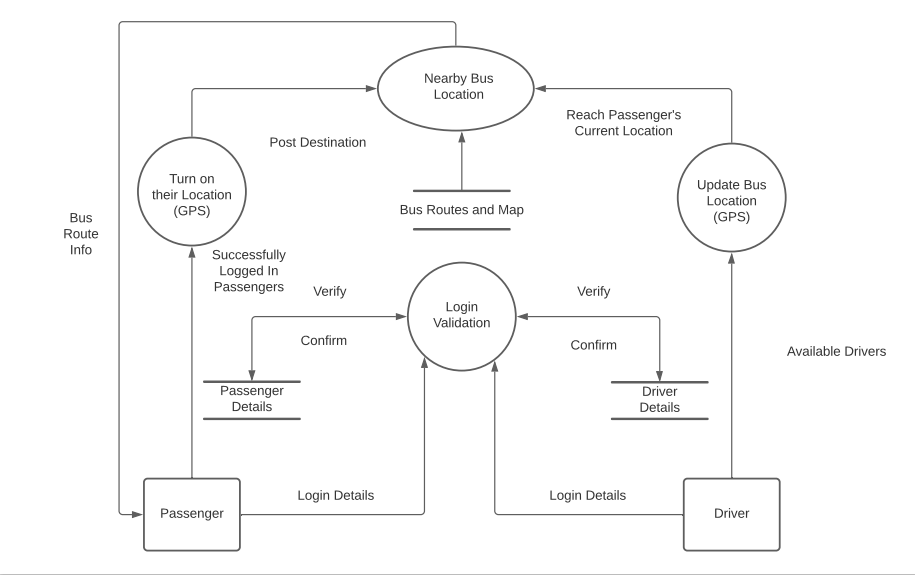 Nearby Bus
Location
Reach Passenger's
Current Location
Post Destination
Turn on
their Location
(GPS)
Update Bus
Location
(GPS)
Bus Routes and Map
Bus
Route
Info
Successfully
Logged In
Passengers
Verify
Verify
Login
Validation
Confirm
Confirm
Available Drivers
Passenger
Details
Driver
Details
Login Details
Login Details
Passenger
Driver